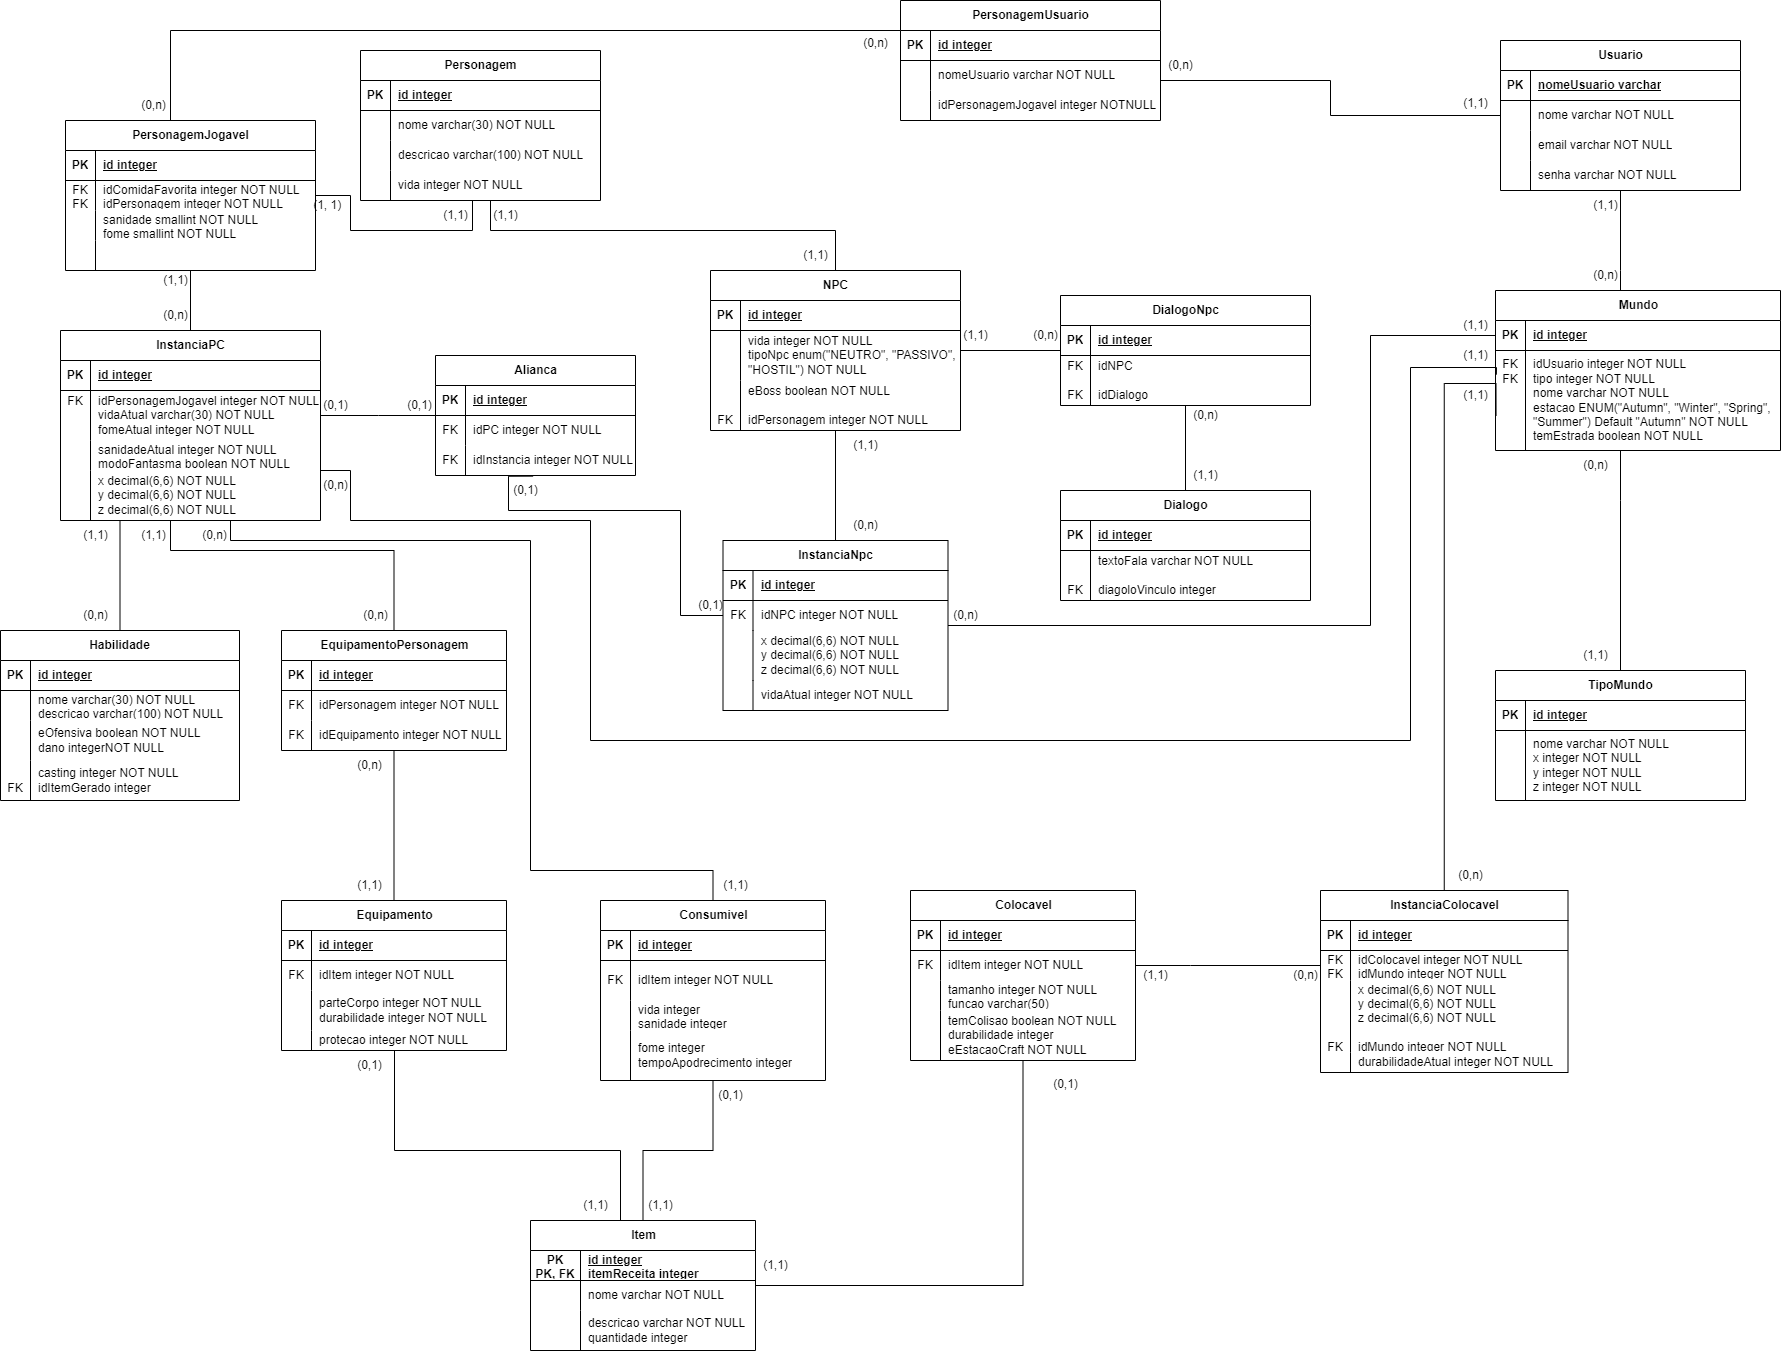 PersonagemUsuario
PK id integer
nomeUsuario varchar NOT NULL
idPersonagemJogavel integer NOTNULL
(0,n)
(0,n)
(0,n)
(1,1)
Usuario
PK nomeUsuario varchar
nome varchar NOT NULL
email varchar NOT NULL
senha varchar NOT NULL
(1,1)
(0,n)
Personagem
PK id integer
nome varchar(30) NOT NULL
descricao varchar(100) NOT NULL
vida integer NOT NULL
(1,1)
(1,1)
PersonagemJogavel
PK id integer
FK idComidaFavorita integer NOT NULL
FK idPersonagem integer NOT NULL
sanidade smallint NOT NULL
fome smallint NOT NULL
(1, 1)
(1,1)
(0,n)
(1,1)
NPC
PK id integer
vida integer NOT NULL
tipoNpc enum("NEUTRO", "PASSIVO",
"HOSTIL") NOT NULL
eBoss boolean NOT NULL
FK idPersonagem integer NOT NULL
(1,1)
(0,n)
(1,1)
(0,n)
DialogoNpc
PK id integer
FK idNPC
FK idDialogo
(0,n)
(1,1)
Dialogo
PK id integer
textoFala varchar NOT NULL
FK diagoloVinculo integer
Mundo
PK id integer
FK idUsuario integer NOT NULL
FK tipo integer NOT NULL
nome varchar NOT NULL
estacao ENUM("Autumn", "Winter", "Spring",
"Summer") Default "Autumn" NOT NULL
temEstrada boolean NOT NULL
(1,1)
(1,1)
(1,1)
(0,n)
(1,1)
InstanciaPC
PK id integer
FK idPersonagemJogavel integer NOT NULL
vidaAtual varchar(30) NOT NULL
fomeAtual integer NOT NULL
sanidadeAtual integer NOT NULL
modoFantasma boolean NOT NULL
x decimal(6,6) NOT NULL
y decimal(6,6) NOT NULL
z decimal(6,6) NOT NULL
(0,1)
(0,1)
(0,n)
(1,1)
(1,1)
(0,n)
Alianca
PK id integer
FK idPC integer NOT NULL
FK idInstancia integer NOT NULL
(0,1)
(0,1)
InstanciaNpc
PK id integer
FK idNPC integer NOT NULL
x decimal(6,6) NOT NULL
y decimal(6,6) NOT NULL
z decimal(6,6) NOT NULL
vidaAtual integer NOT NULL
(0,n)
(0,n)
(0,n)
Habilidade
PK id integer
nome varchar(30) NOT NULL
descricao varchar(100) NOT NULL
eOfensiva boolean NOT NULL
dano integerNOT NULL
casting integer NOT NULL
FK idItemGerado integer
EquipamentoPersonagem
PK id integer
FK idPersonagem integer NOT NULL
FK idEquipamento integer NOT NULL
(0,n)
(1,1)
TipoMundo
PK id integer
nome varchar NOT NULL
x integer NOT NULL
y integer NOT NULL
z integer NOT NULL
Equipamento
PK id integer
FK idItem integer NOT NULL
parteCorpo integer NOT NULL
durabilidade integer NOT NULL
protecao integer NOT NULL
(0,1)
(1,1)
Consumivel
PK id integer
FK idItem integer NOT NULL
vida integer
sanidade integer
fome integer
tempoApodrecimento integer
(0,1)
Colocavel
PK id integer
FK idItem integer NOT NULL
tamanho integer NOT NULL
funcao varchar(50)
temColisao boolean NOT NULL
durabilidade integer
eEstacaoCraft NOT NULL
(1,1)
(0,n)
(0,1)
(0,n)
InstanciaColocavel
PK id integer
FK idColocavel integer NOT NULL
FK idMundo integer NOT NULL
x decimal(6,6) NOT NULL
y decimal(6,6) NOT NULL
z decimal(6,6) NOT NULL
FK idMundo integer NOT NULL
durabilidadeAtual integer NOT NULL
(1,1)
(1,1)
Item
PK id integer
PK, FK itemReceita integer
nome varchar NOT NULL
descricao varchar NOT NULL
quantidade integer
(1,1)